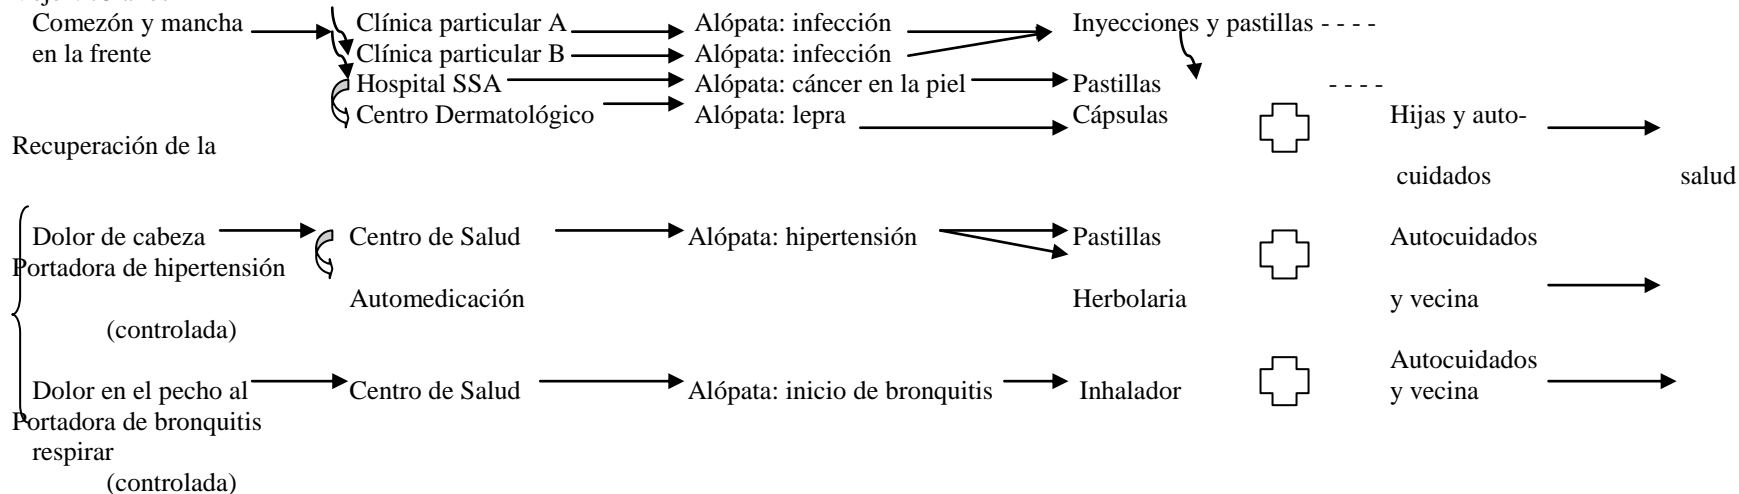 Comezón y mancha Clínica particular A Alópata: infección Inyecciones y pastillas - - - -
en la frente Clínica particular B Alópata: infección
Hospital SSA Alópata: cáncer en la piel Pastillas - - - -
Centro Dermatológico Alópata: lepra Cápsulas Hijas y auto-
Recuperación de la
cuidados salud
Dolor de cabeza Centro de Salud Alópata: hipertensión Pastillas Autocuidados
Portadora de hipertensión
Automedicación Herbolaria y vecina
(controlada)
Autocuidados
Dolor en el pecho al Centro de Salud Alópata: inicio de bronquitis Inhalador y vecina
Portadora de bronquitis
respirar
(controlada)